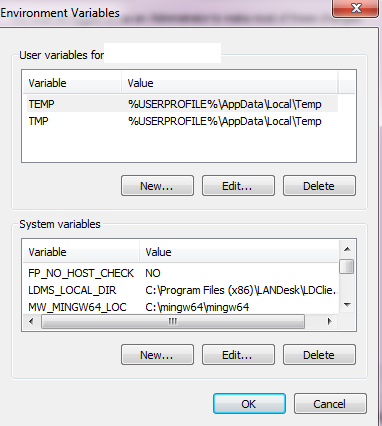 Environment Variables
User variables for
Variable Value
TEMP %USERPROFILE%\AppData\Local\Temp
TMP %USERPROFILE%\AppData\Local\Temp
New... Edit... Delete
System variables
Variable Value
FP_NO_HOST_CHECK NO
LDMS_LOCAL_DIR C:\Program Files (x86)\LANDesk\LDClie...
MW_MINGW64_LOC C:\mingw64\mingw64
New... Edit... Delete
OK Cancel